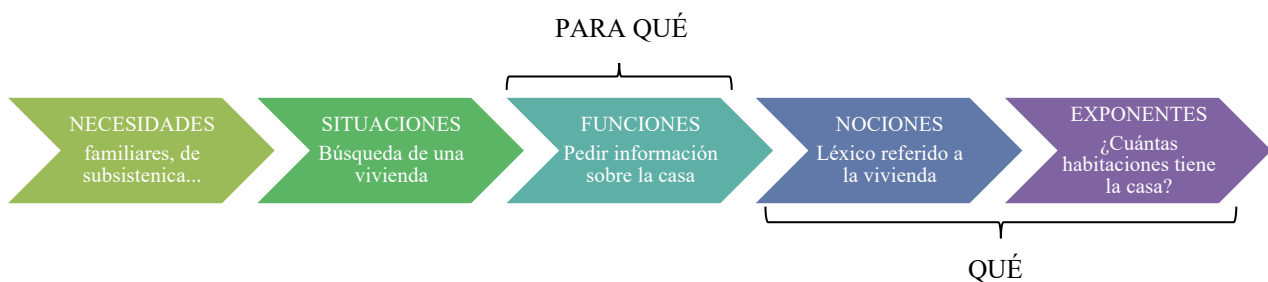 PARA QUÉ
NECESIDADES
familiares, de
subsistenica...
SITUACIONES
Búsqueda de una
vivienda
FUNCIONES
Pedir información
sobre la casa
NOCIONES
Léxico referido a
la vivienda
EXPONENTES
¿Cuántas
habitaciones tiene
la casa?
QUÉ